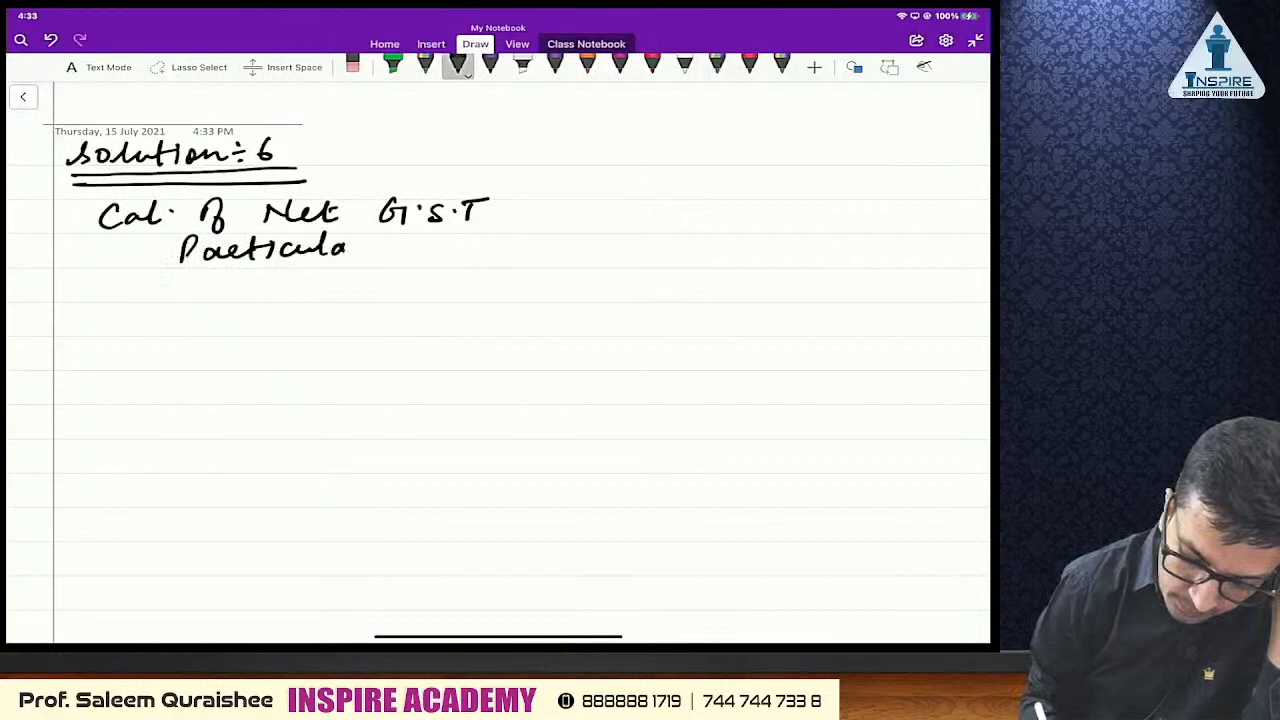 4:33
100%
My Notebook
Home Insert Draw View Class Notebook
Text Mode Lasso Select Insert Space
INSPIRE
SHAPING YOUR FUTURE
Thursday, 15 July 2021 4:33 PM
Solution÷6
Cal. of Net G.S.T
Particula
Prof. Saleem Quraishee INSPIRE ACADEMY 888888 1719 | 744 744 733 8